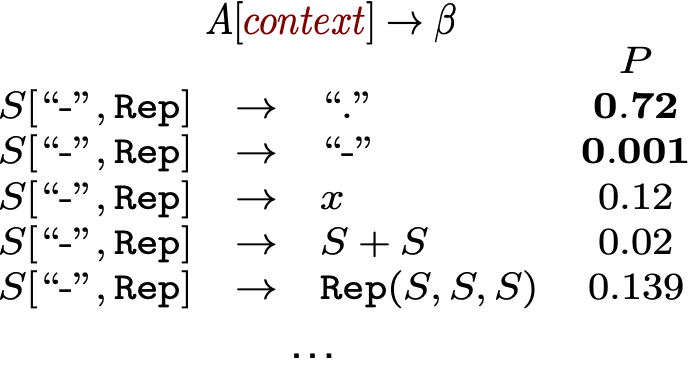 A[context] → β
P
S[“-”, Rep] → “.” 0.72
S[“-”, Rep] → “-” 0.001
S[“-”, Rep] → x 0.12
S[“-”, Rep] → S + S 0.02
S[“-”, Rep] → Rep(S, S, S) 0.139
...